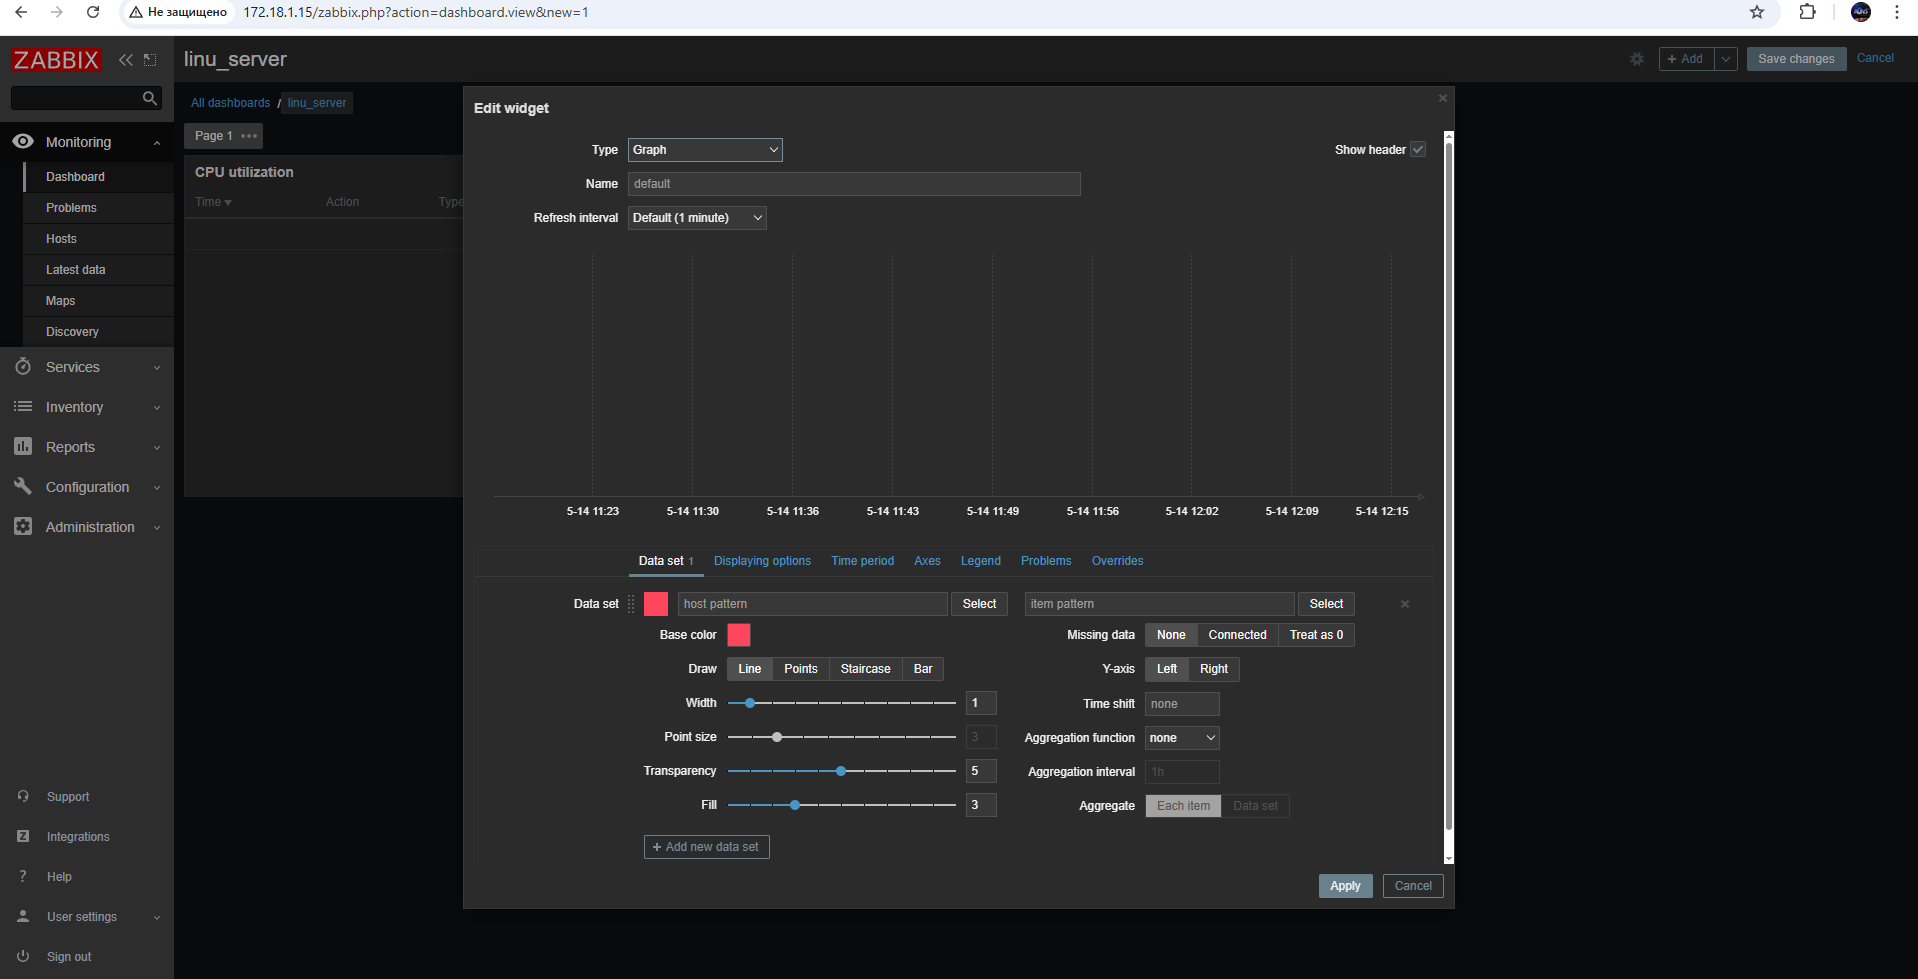 Не защищено 172.18.1.15/zabbix.php?action=dashboard.view&new=1
ZABBIX
linu_server
+ Add
Save changes
Cancel
All dashboards / linu_server
Page 1
Monitoring
Dashboard
Problems
Hosts
Latest data
Maps
Discovery
Services
Inventory
Reports
Configuration
Administration
Support
Z Integrations
? Help
User settings
Sign out
CPU utilization
Time Action Type
Edit widget
Type Graph Show header
Name default
Refresh interval Default (1 minute)
5-14 11:23 5-14 11:30 5-14 11:36 5-14 11:43 5-14 11:49 5-14 11:56 5-14 12:02 5-14 12:09 5-14 12:15
Data set 1 Displaying options Time period Axes Legend Problems Overrides
Data set host pattern Select item pattern Select
Base color Missing data None Connected Treat as 0
Draw Line Points Staircase Bar Y-axis Left Right
Width 1 Time shift none
Point size 3 Aggregation function none
Transparency 5 Aggregation interval 1h
Fill 3 Aggregate Each item Data set
+ Add new data set
Apply Cancel